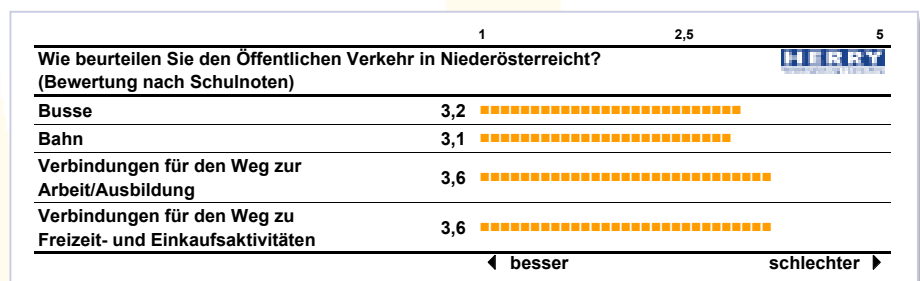 1 2,5 5
Wie beurteilen Sie den Öffentlichen Verkehr in Niederösterreicht?
(Bewertung nach Schulnoten)
HERRY
Busse 3,2
Bahn 3,1
Verbindungen für den Weg zur
Arbeit/Ausbildung
3,6
Verbindungen für den Weg zu
Freizeit- und Einkaufsaktivitäten
3,6
besser schlechter